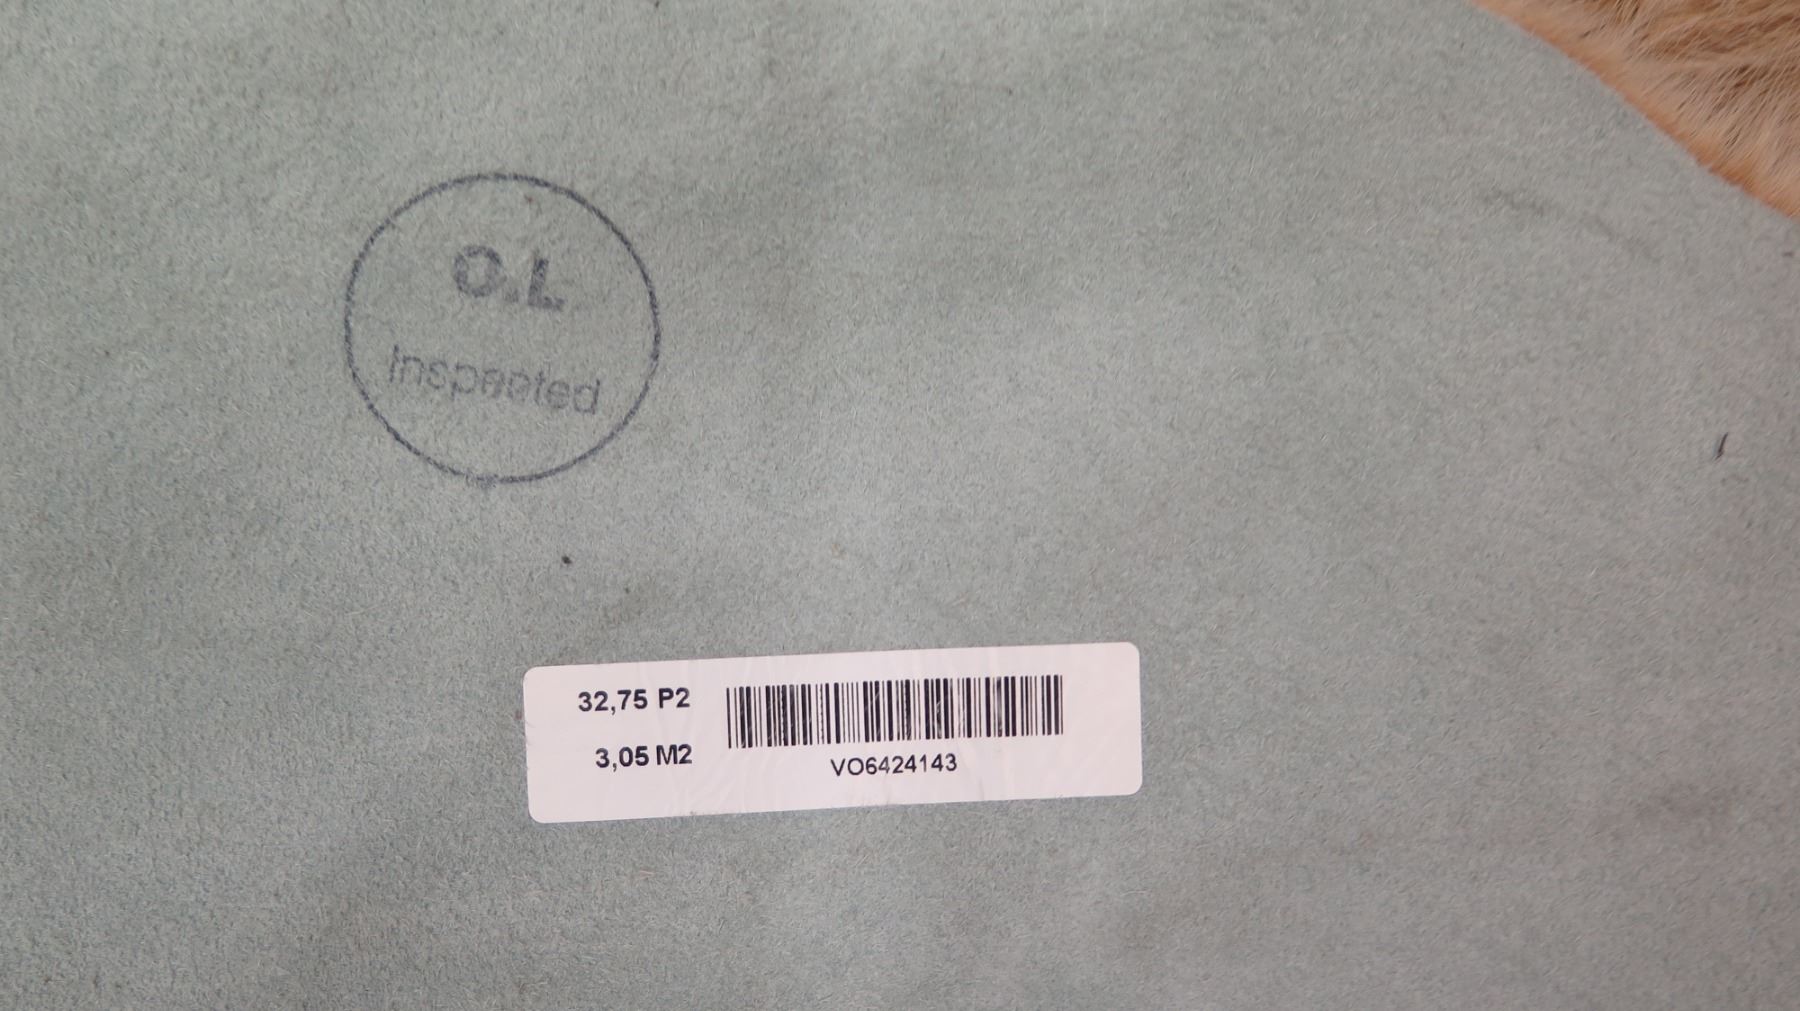 O.L
Inspected
32,75 P2
3,05 M2
VO6424143